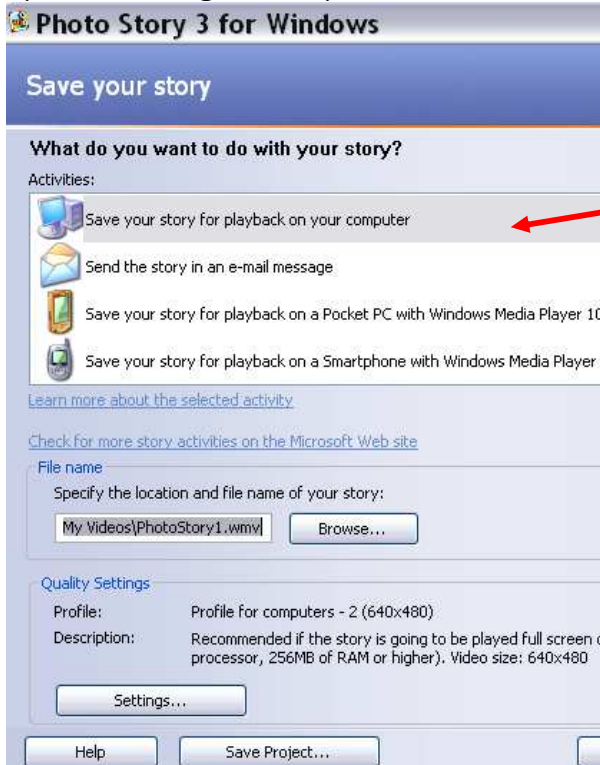 Photo Story 3 for Windows
Save your story
What do you want to do with your story?
Activities:
Save your story for playback on your computer
Send the story in an e-mail message
Save your story for playback on a Pocket PC with Windows Media Player 10
Save your story for playback on a Smartphone with Windows Media Player
Learn more about the selected activity
Check for more story activities on the Microsoft Web site
File name
Specify the location and file name of your story:
My Videos\PhotoStory1.wmv Browse...
Quality Settings
Profile: Profile for computers - 2 (640x480)
Description: Recommended if the story is going to be played full screen
processor, 256MB of RAM or higher). Video size: 640x480
Settings...
Help Save Project...